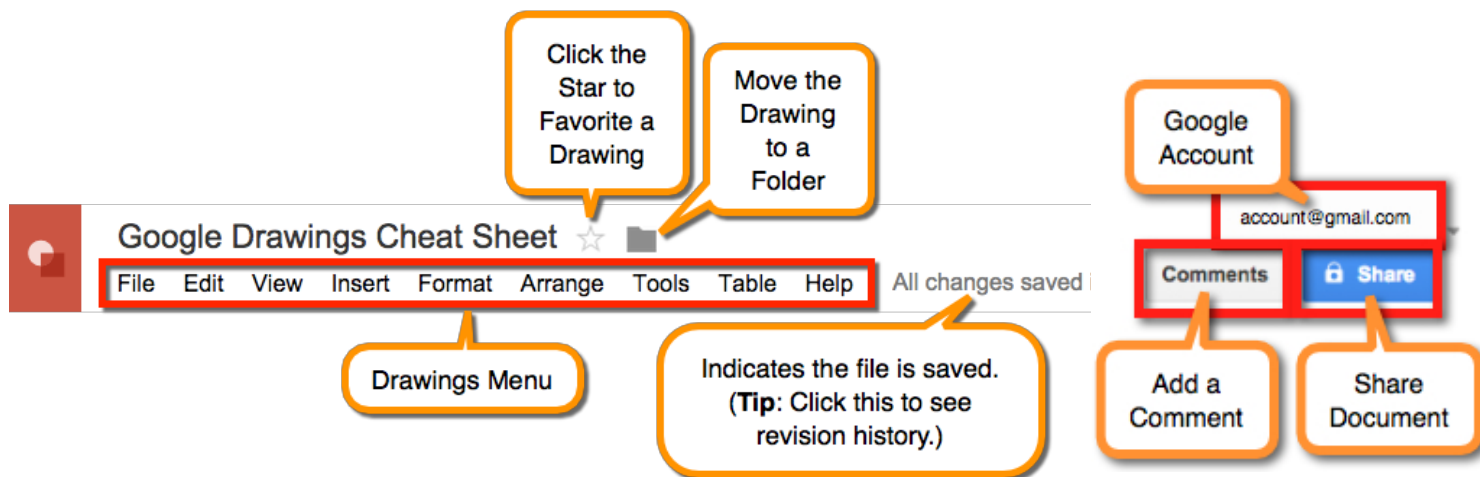 Click the
Star to
Favorite a
Drawing
Move the
Drawing
to a
Folder
Google
Account
account@gmail.com
Google Drawings Cheat Sheet
File Edit View Insert Format Arrange Tools Table Help
All changes saved
Comments
Share
Drawings Menu
Indicates the file is saved.
(Tip: Click this to see
revision history.)
Add a
Comment
Share
Document